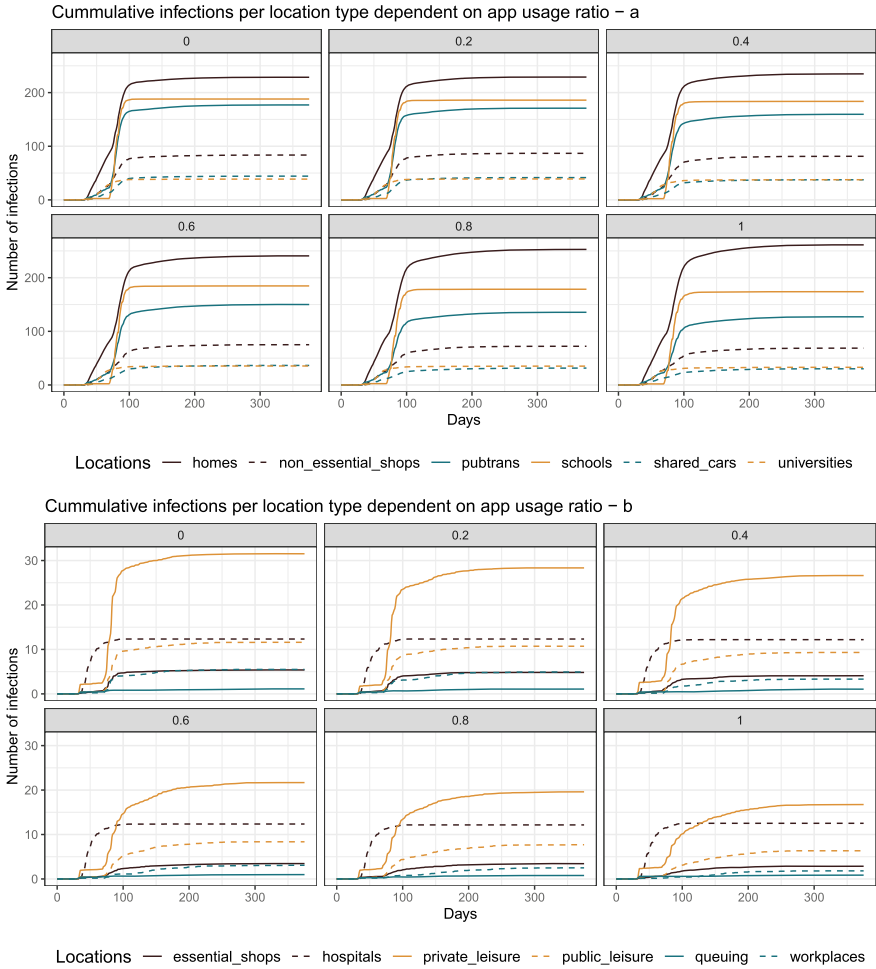 Cummulative infections per location type dependent on app usage ratio − a
0 0.2 0.4
200
100
0
0.6 0.8 1
200
100
0
Number of infections
0 100 200 300 0 100 200 300 0 100 200 300
Days
Locations homes non_essential_shops pubtrans schools shared_cars universities
Cummulative infections per location type dependent on app usage ratio − b
0 0.2 0.4
30
20
10
0
0.6 0.8 1
30
20
10
0
Number of infections
0 100 200 300 0 100 200 300 0 100 200 300
Days
Locations essential_shops hospitals private_leisure public_leisure queuing workplaces